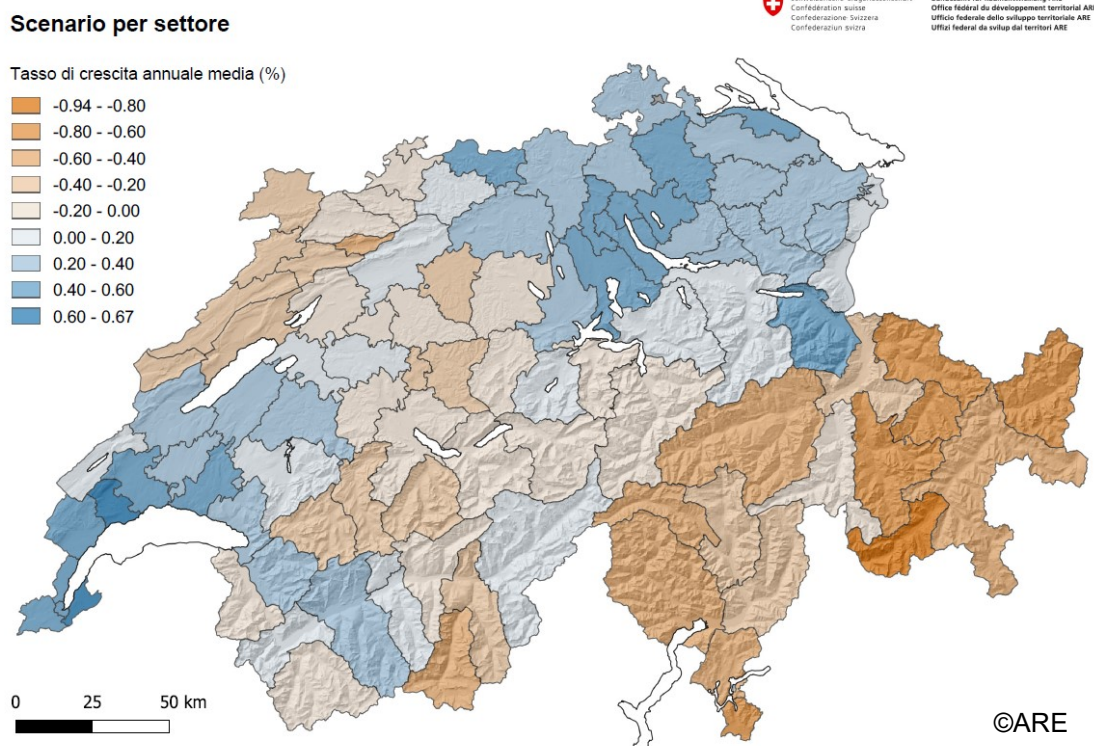 Scenario per settore
Confédération suisse
Confederazione Svizzera
Confederaziun svizra
Office fédéral du développement territorial ARE
Ufficio federale dello sviluppo territoriale ARE
Uffizi federal da svilup dal territori ARE
Tasso di crescita annuale media (%)
-0.94 - -0.80
-0.80 - -0.60
-0.60 - -0.40
-0.40 - -0.20
-0.20 - 0.00
0.00 - 0.20
0.20 - 0.40
0.40 - 0.60
0.60 - 0.67
0 25 50 km
©ARE